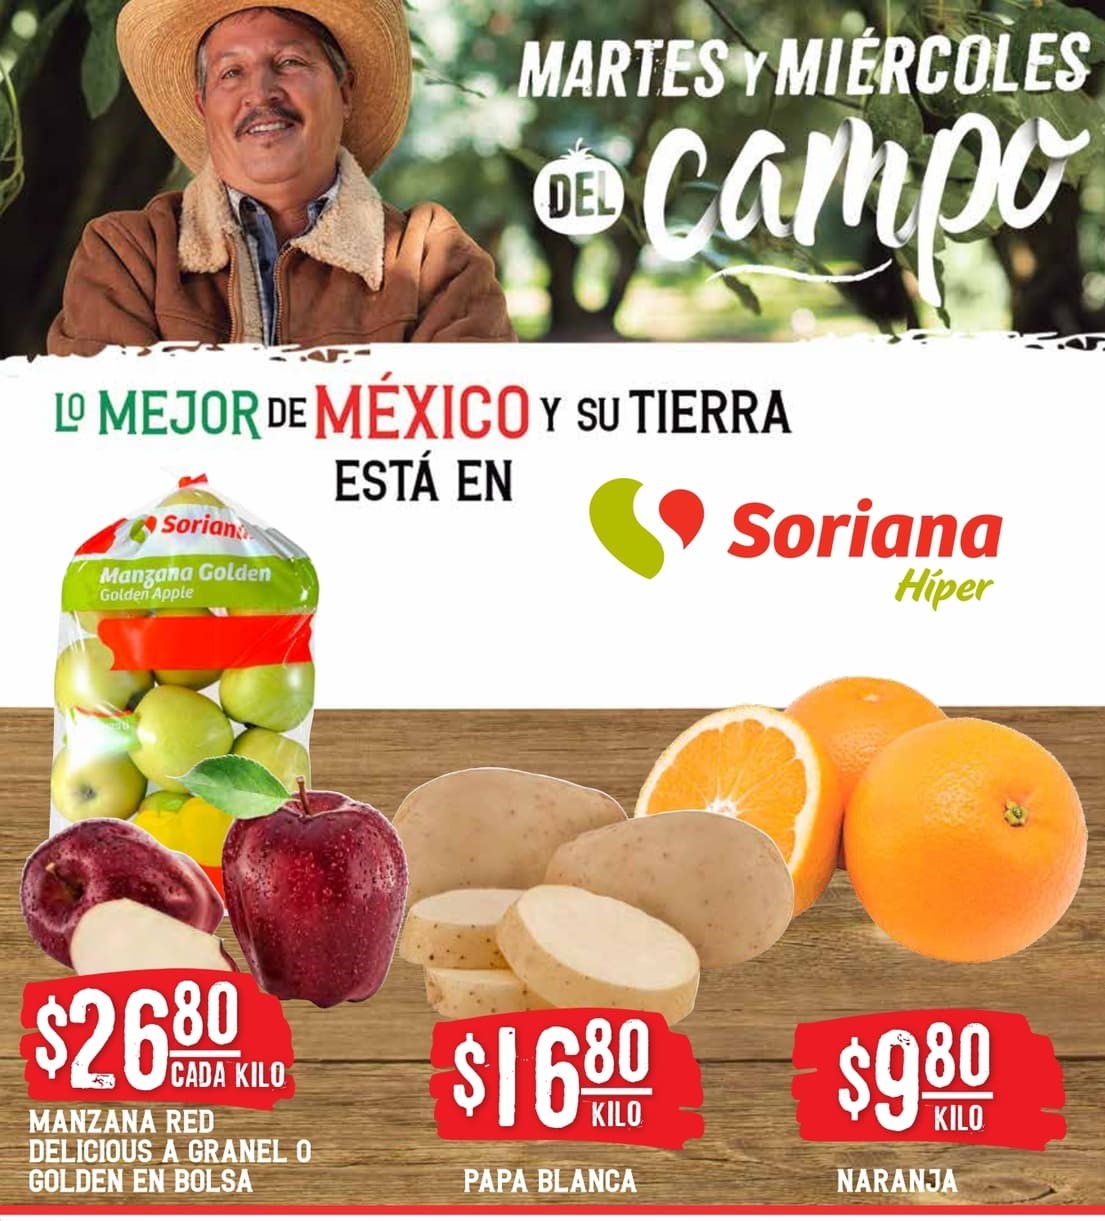 MARTES Y MIÉRCOLES
DEL campo
LO MEJOR DE MÉXICO Y SU TIERRA
ESTÁ EN
Soriana
Híper
Soriana
Manzana Golden
Golden Apple
$26.80
CADA KILO
MANZANA RED
DELICIOUS A GRANEL O
GOLDEN EN BOLSA
$16.80
KILO
PAPA BLANCA
$9.80
KILO
NARANJA